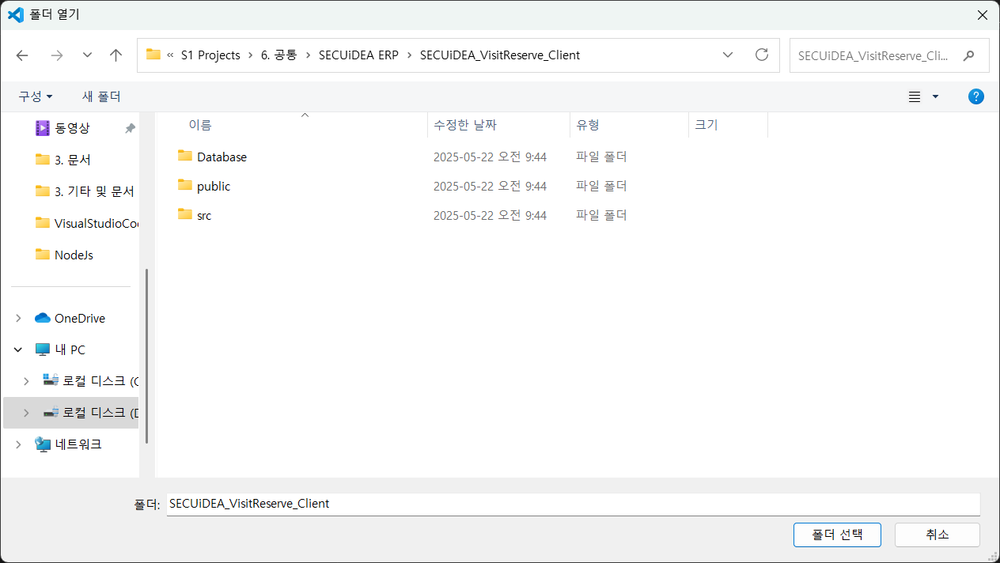 폴더 열기
« S1 Projects > 6. 공통 > SECUiDEA ERP > SECUiDEA_VisitReserve_Client
SECUiDEA_VisitReserve_Cli...
구성
새 폴더
?
동영상
3. 문서
3. 기타 및 문서
VisualStudioCo
NodeJs
OneDrive
내 PC
로컬 디스크 (C
로컬 디스크 (D
네트워크
이름 수정한 날짜 유형 크기
Database 2025-05-22 오전 9:44 파일 폴더
public 2025-05-22 오전 9:44 파일 폴더
src 2025-05-22 오전 9:44 파일 폴더
폴더: SECUiDEA_VisitReserve_Client
폴더 선택
취소